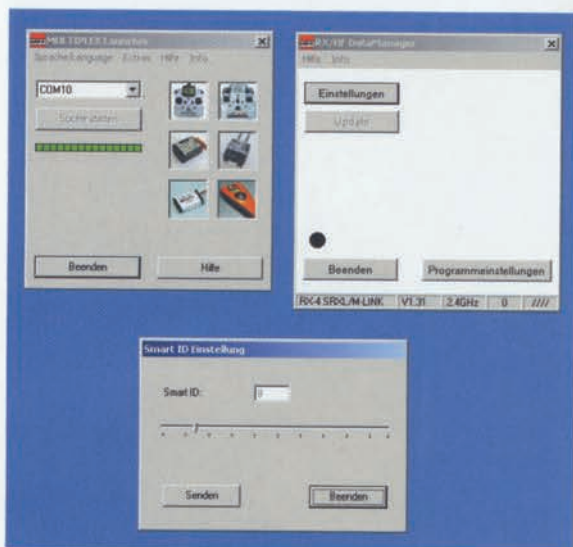 MULTIPLEX Launcher
Sprache/Language Extras Hilfe Info
COM10
Suche starten
Beenden
Hilfe
RX/HF DataManager
Hilfe Info
Einstellungen
Update
Beenden
Programmeinstellungen
RX-4 SRXL/M-LINK V1.31 2.4GHz 0 ////
Smart ID Einstellung
Smart ID:
0
Senden
Beenden